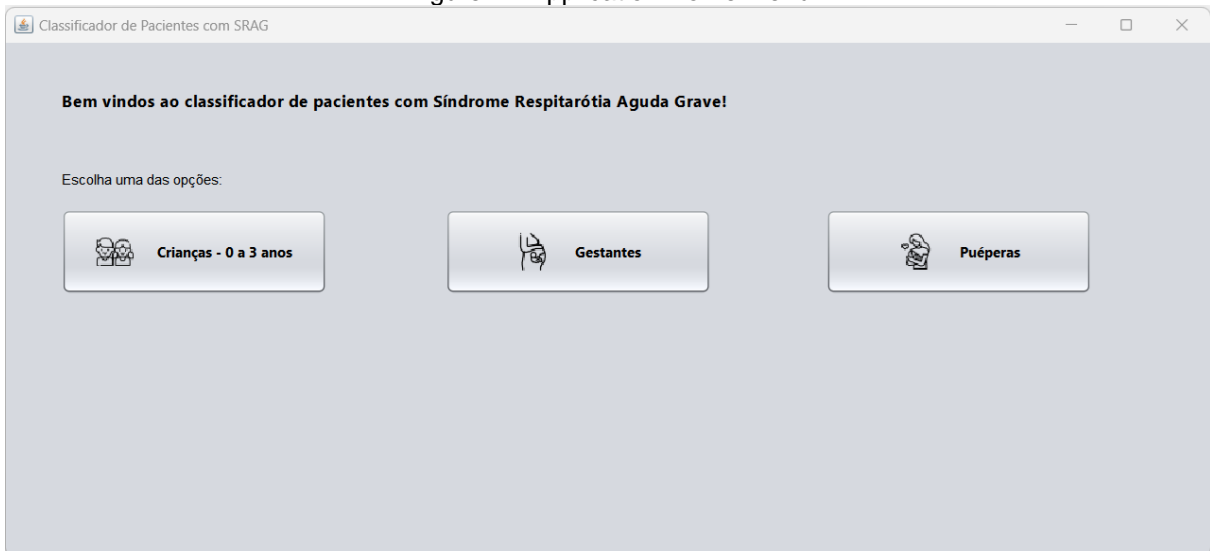 Classificador de Pacientes com SRAG
Bem vindos ao classificador de pacientes com Síndrome Respitarótia Aguda Grave!
Escolha uma das opções:
Crianças - 0 a 3 anos
Gestantes
Puéperas